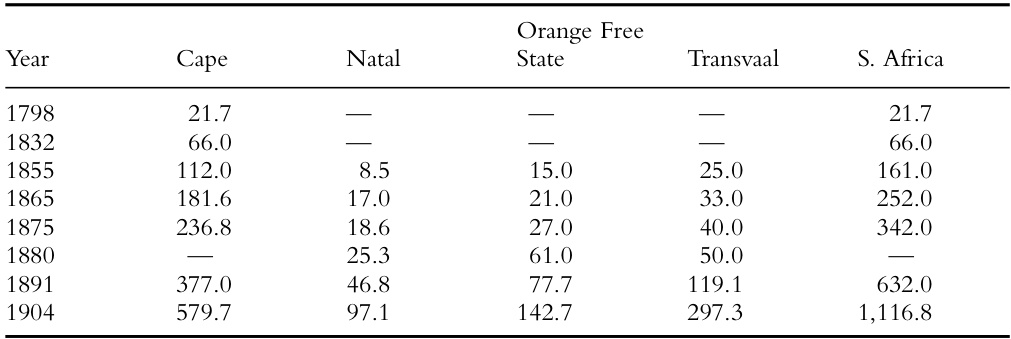 Orange Free
Year Cape Natal State Transvaal S. Africa
1798 21.7 — — — 21.7
1832 66.0 — — — 66.0
1855 112.0 8.5 15.0 25.0 161.0
1865 181.6 17.0 21.0 33.0 252.0
1875 236.8 18.6 27.0 40.0 342.0
1880 — 25.3 61.0 50.0 —
1891 377.0 46.8 77.7 119.1 632.0
1904 579.7 97.1 142.7 297.3 1,116.8